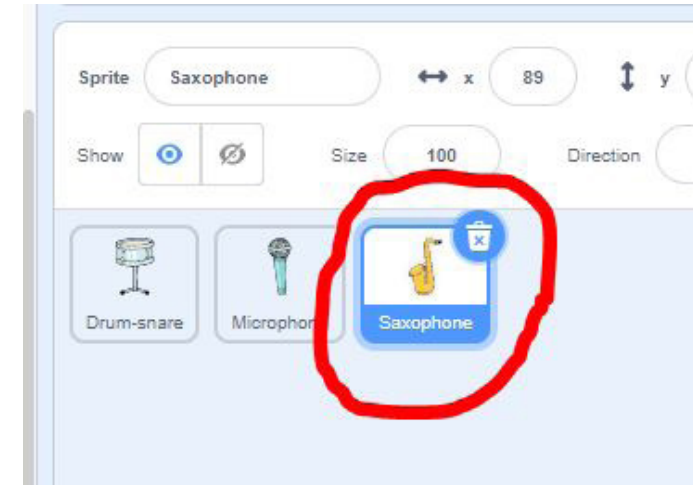 Sprite Saxophone x 89 y
Show Size 100 Direction
Drum-snare Microphon Saxophone